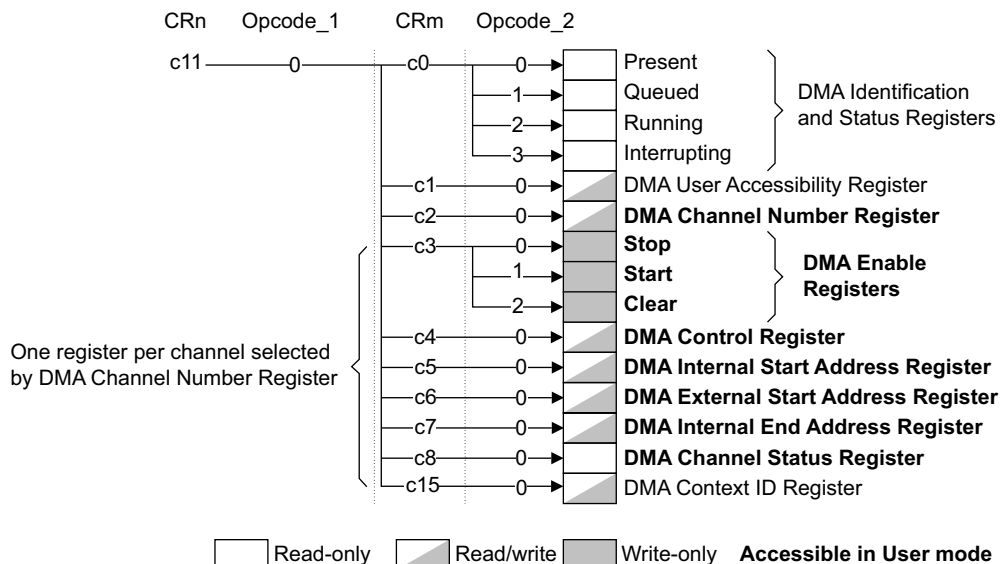 CRn Opcode_1 CRm Opcode_2
c11 0 c0 0 Present
1 Queued
2 Running
3 Interrupting
DMA Identification
and Status Registers
c1 0 DMA User Accessibility Register
c2 0 DMA Channel Number Register
c3 0 Stop
1 Start
2 Clear
DMA Enable
Registers
c4 0 DMA Control Register
One register per channel selected
by DMA Channel Number Register
c5 0 DMA Internal Start Address Register
c6 0 DMA External Start Address Register
c7 0 DMA Internal End Address Register
c8 0 DMA Channel Status Register
c15 0 DMA Context ID Register
Read-only Read/write Write-only Accessible in User mode